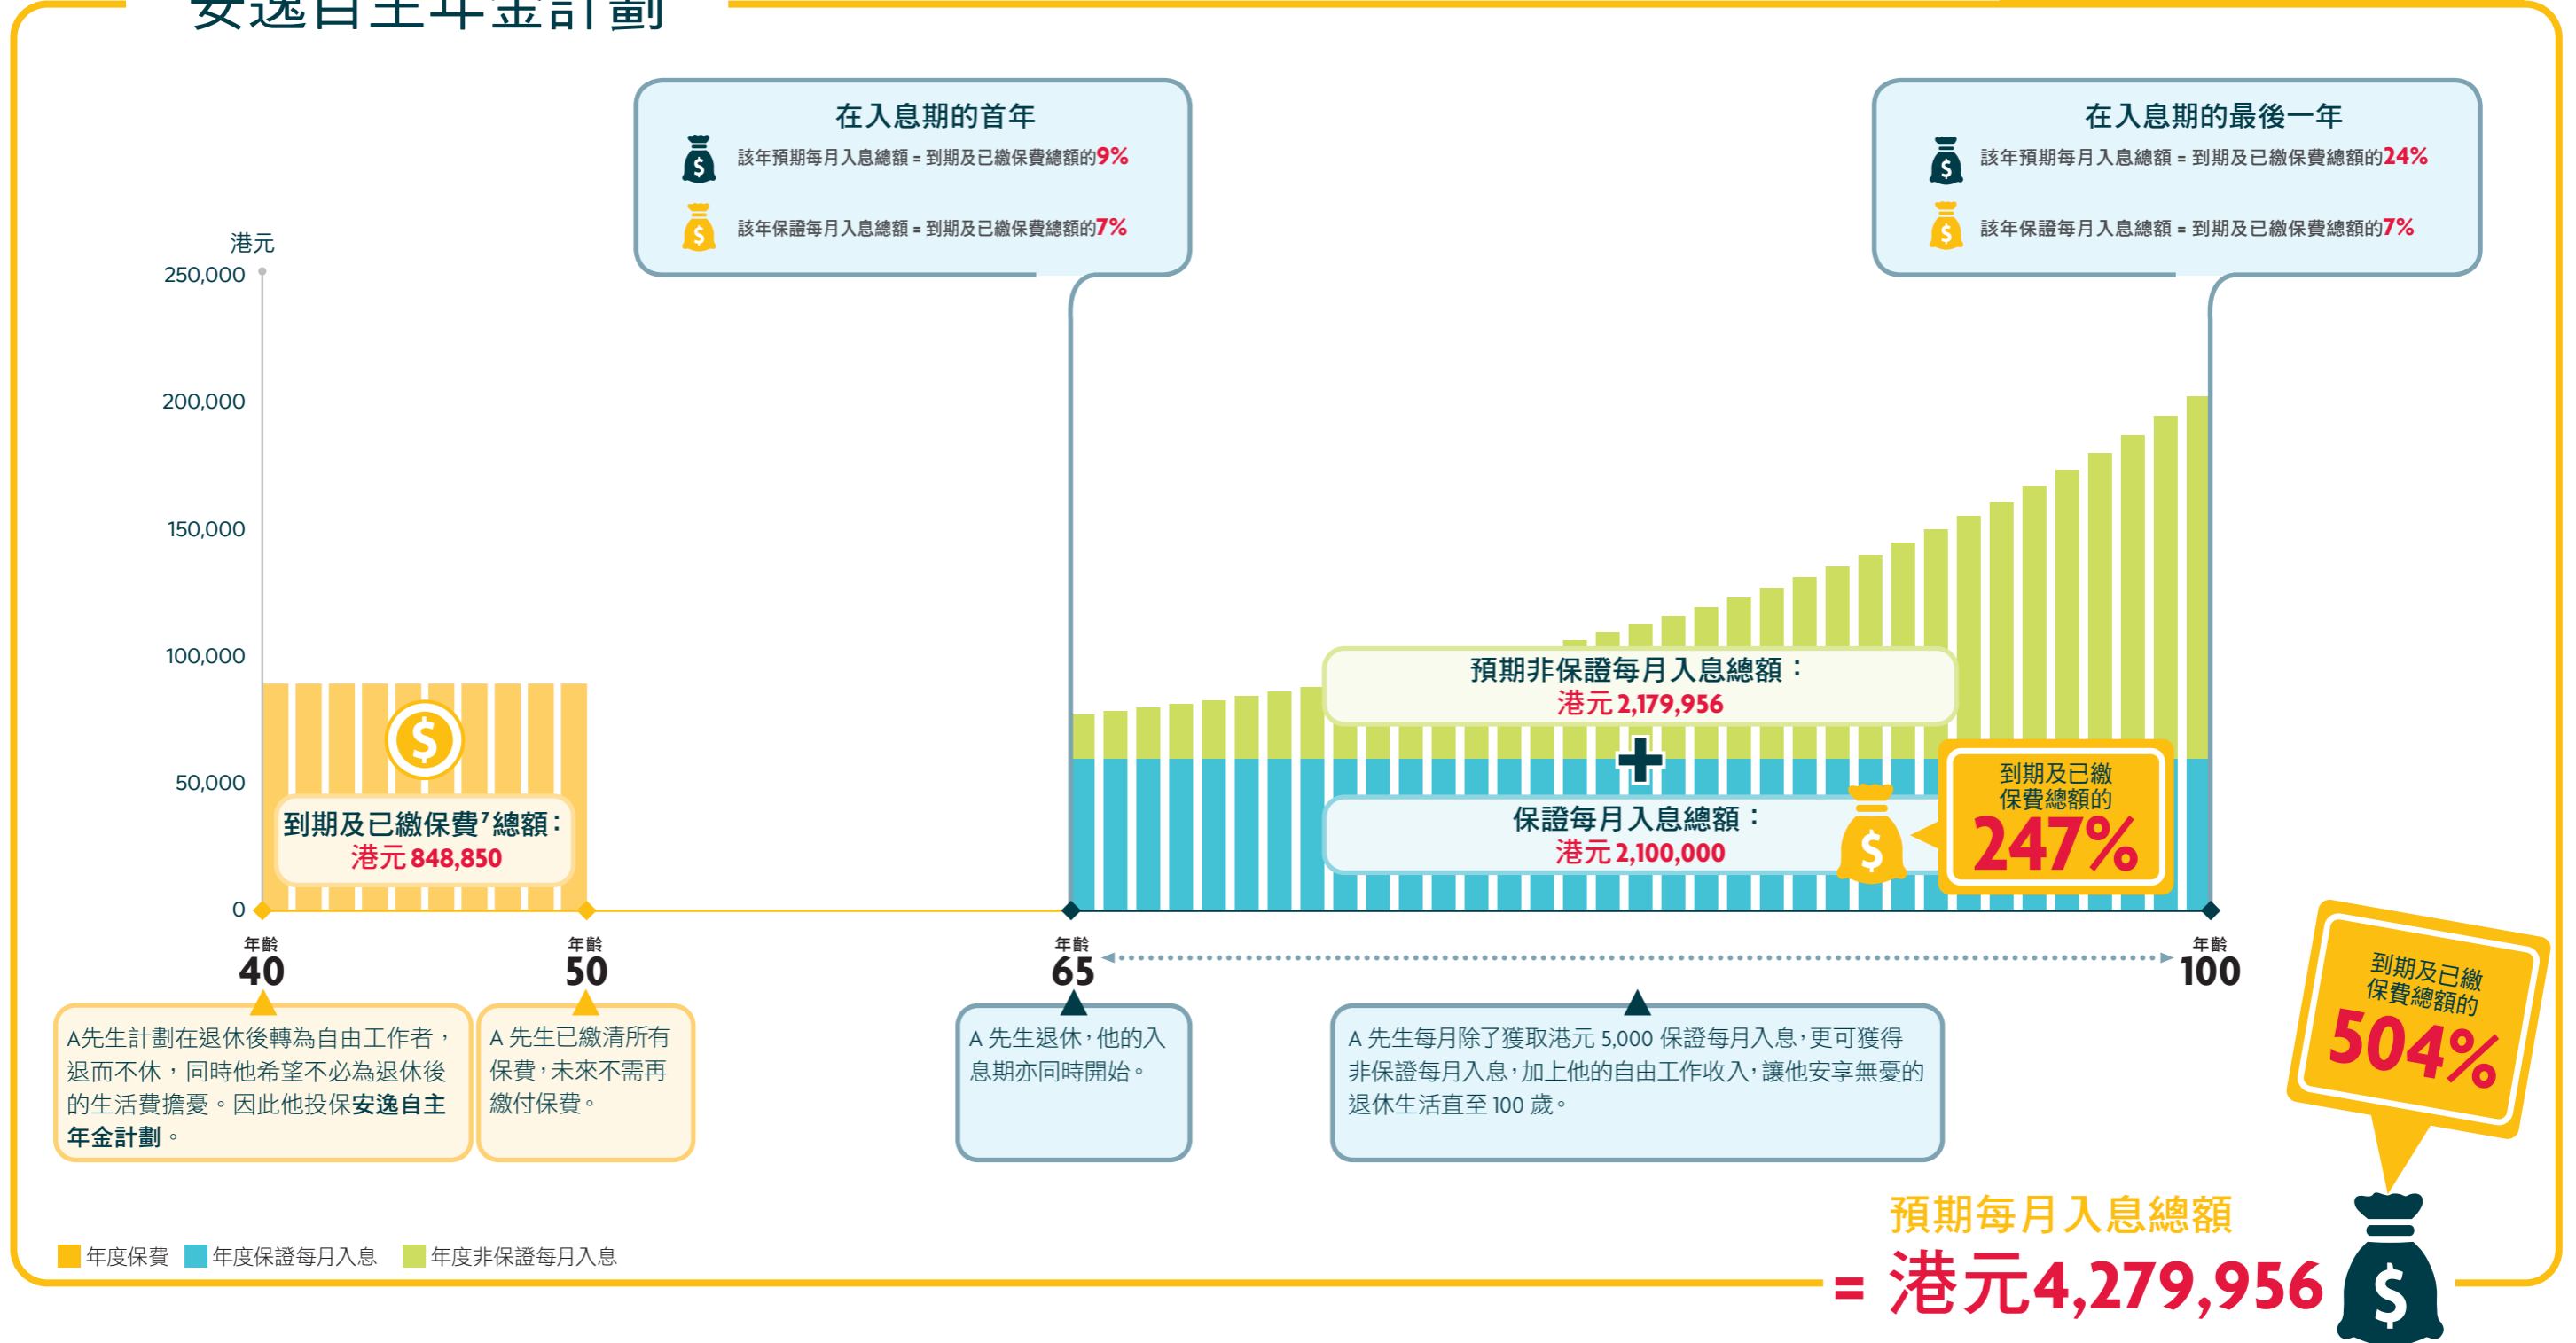 安逸自主年金計劃
在入息期的首年
該年預期每月入息總額 = 到期及已繳保費總額的9%
該年保證每月入息總額 = 到期及已繳保費總額的7%
在入息期的最後一年
該年預期每月入息總額 = 到期及已繳保費總額的24%
該年保證每月入息總額 = 到期及已繳保費總額的7%
港元
250,000
200,000
150,000
100,000
50,000
0
$
到期及已繳保費⁷總額：
港元 848,850
預期非保證每月入息總額：
港元 2,179,956
+
保證每月入息總額：
港元 2,100,000
$
到期及已繳
保費總額的
247%
年齡
40
年齡
50
年齡
65
年齡
100
A先生計劃在退休後轉為自由工作者，
退而不休，同時他希望不必為退休後
的生活費擔憂。因此他投保安逸自主
年金計劃。
A 先生已繳清所有
保費，未來不需再
繳付保費。
A 先生退休，他的入
息期亦同時開始。
A 先生每月除了獲取港元 5,000 保證每月入息，更可獲得
非保證每月入息，加上他的自由工作收入，讓他安享無憂的
退休生活直至 100 歲。
到期及已繳
保費總額的
504%
年度保費
年度保證每月入息
年度非保證每月入息
預期每月入息總額
= 港元4,279,956
$